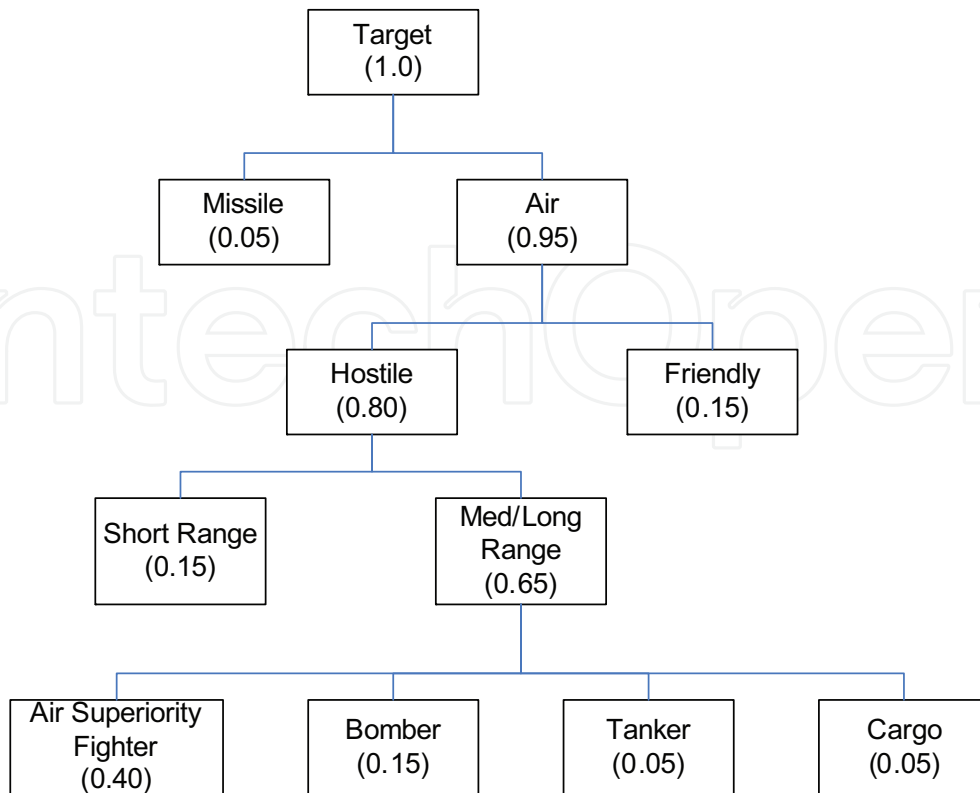 Target
(1.0)
Missile
(0.05)
Air
(0.95)
Hostile
(0.80)
Friendly
(0.15)
Short Range
(0.15)
Med/Long
Range
(0.65)
Air Superiority
Fighter
(0.40)
Bomber
(0.15)
Tanker
(0.05)
Cargo
(0.05)
ntechOpen